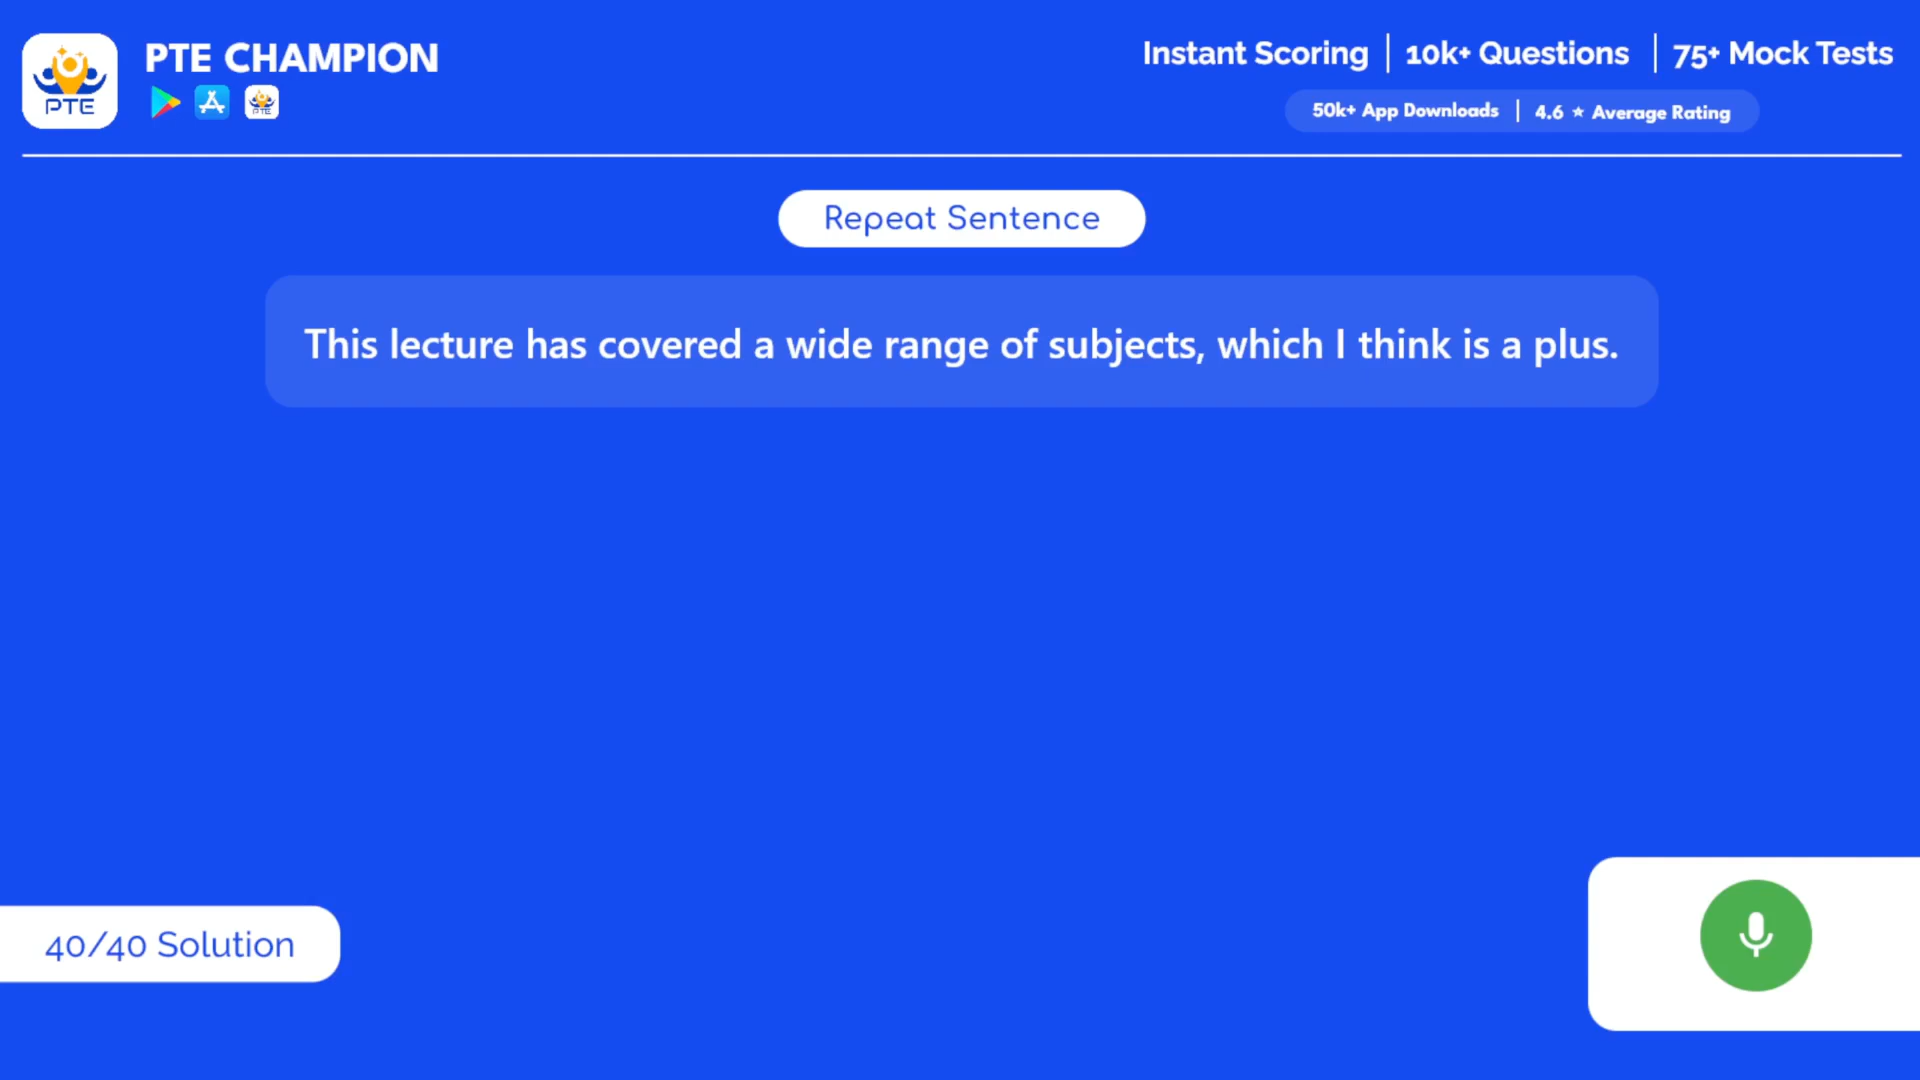 PTE CHAMPION
PTE
PTE
Instant Scoring | 10k+ Questions | 75+ Mock Tests
50k+ App Downloads | 4.6 ★ Average Rating
Repeat Sentence
This lecture has covered a wide range of subjects, which I think is a plus.
40/40 Solution